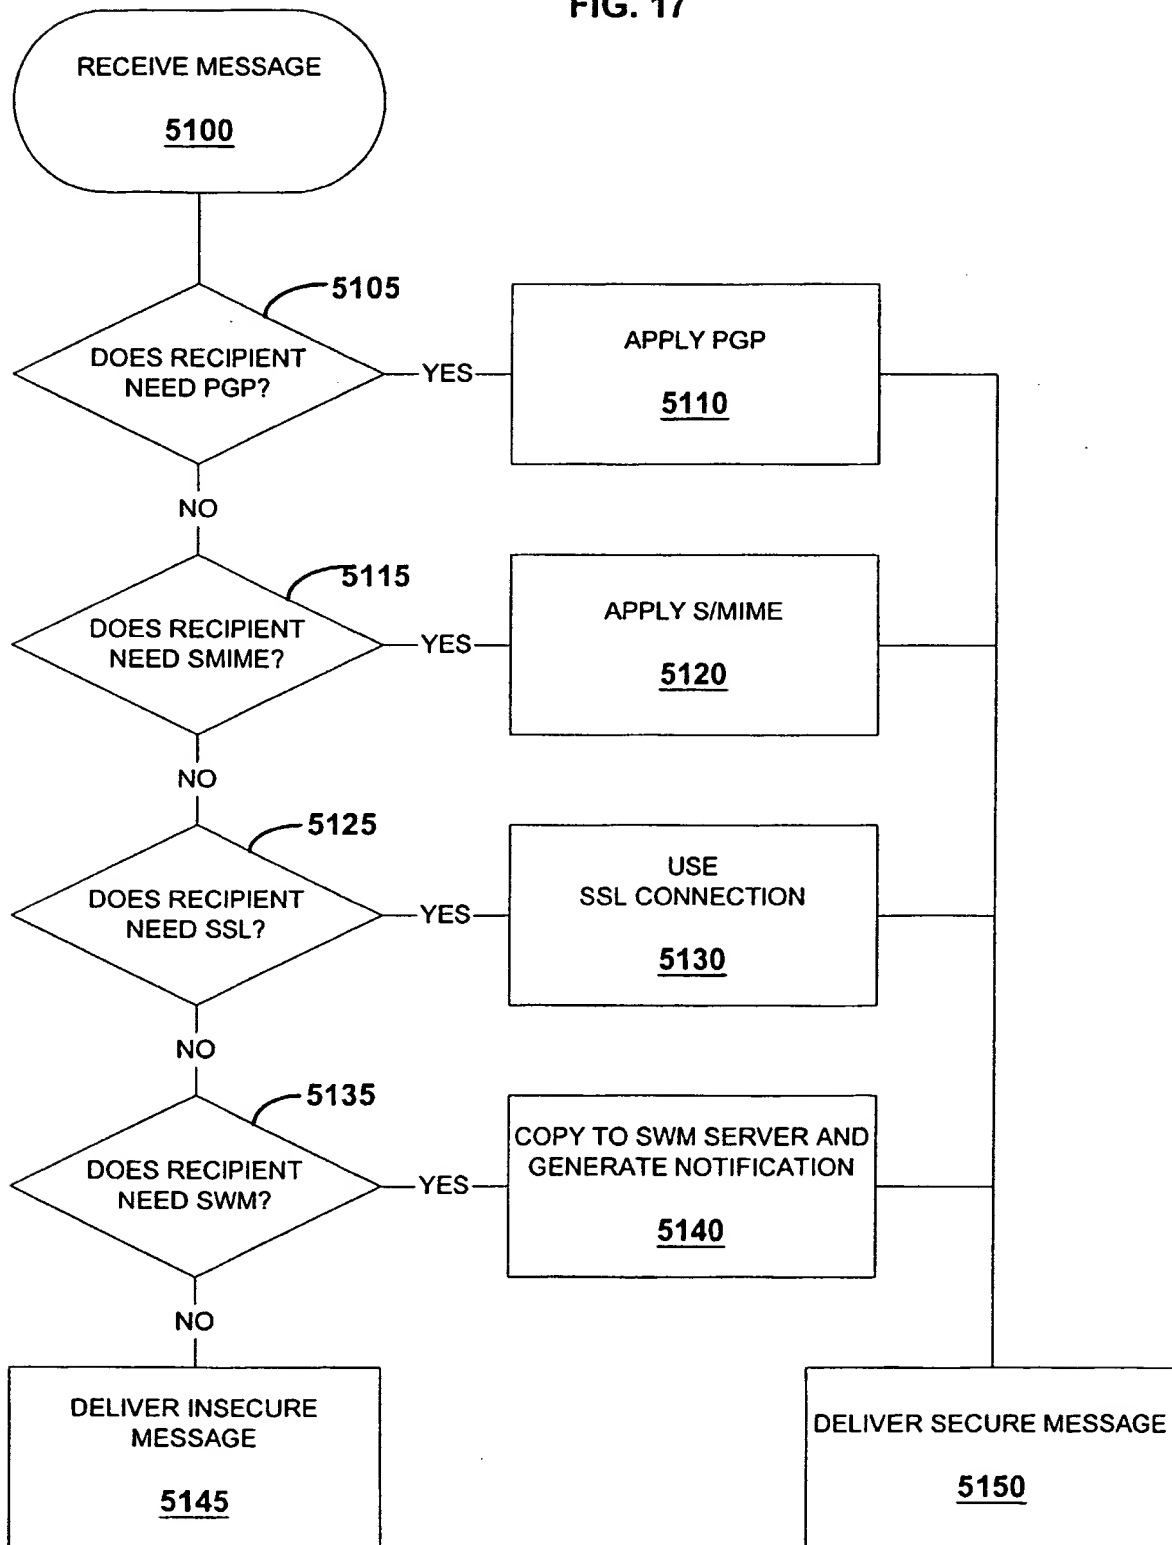 FIG. 17
RECEIVE MESSAGE
5100
5105
DOES RECIPIENT
NEED PGP?
YES
APPLY PGP
5110
NO
5115
DOES RECIPIENT
NEED SMIME?
YES
APPLY S/MIME
5120
NO
5125
DOES RECIPIENT
NEED SSL?
YES
USE
SSL CONNECTION
5130
NO
5135
DOES RECIPIENT
NEED SWM?
YES
COPY TO SWM SERVER AND
GENERATE NOTIFICATION
5140
NO
DELIVER INSECURE
MESSAGE
5145
DELIVER SECURE MESSAGE
5150